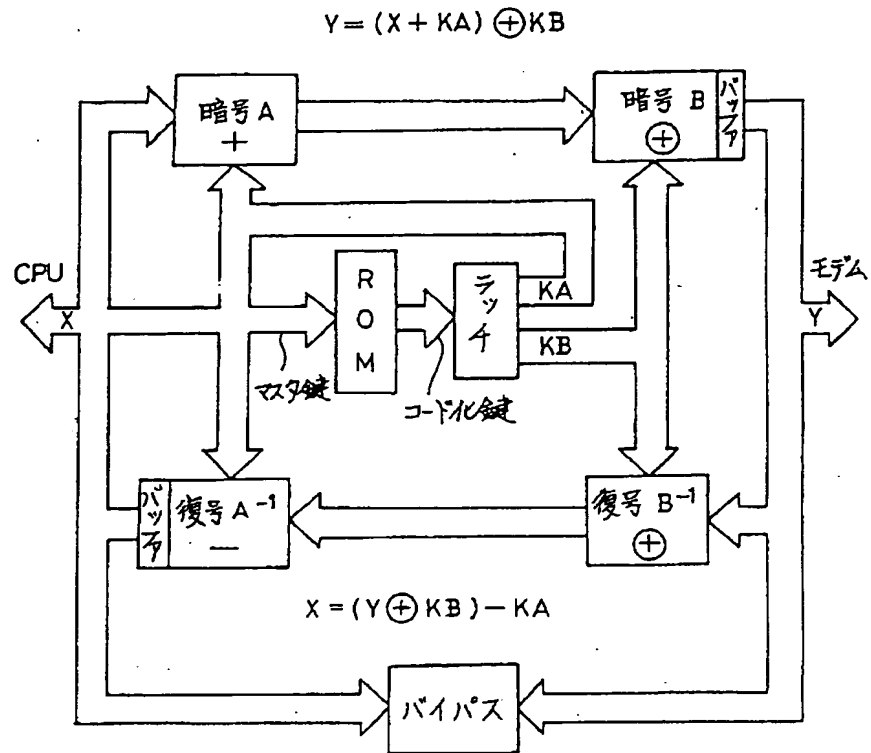 Y=(X+KA)⊕KB
暗号 A
+
暗号 B
⊕
バッファ
CPU
X
ROM
ラッチ
KA
KB
モデム
Y
マスタ鍵
コード化鍵
バッファ
復号 A⁻¹
—
復号 B⁻¹
⊕
X=(Y⊕KB)-KA
バイパス